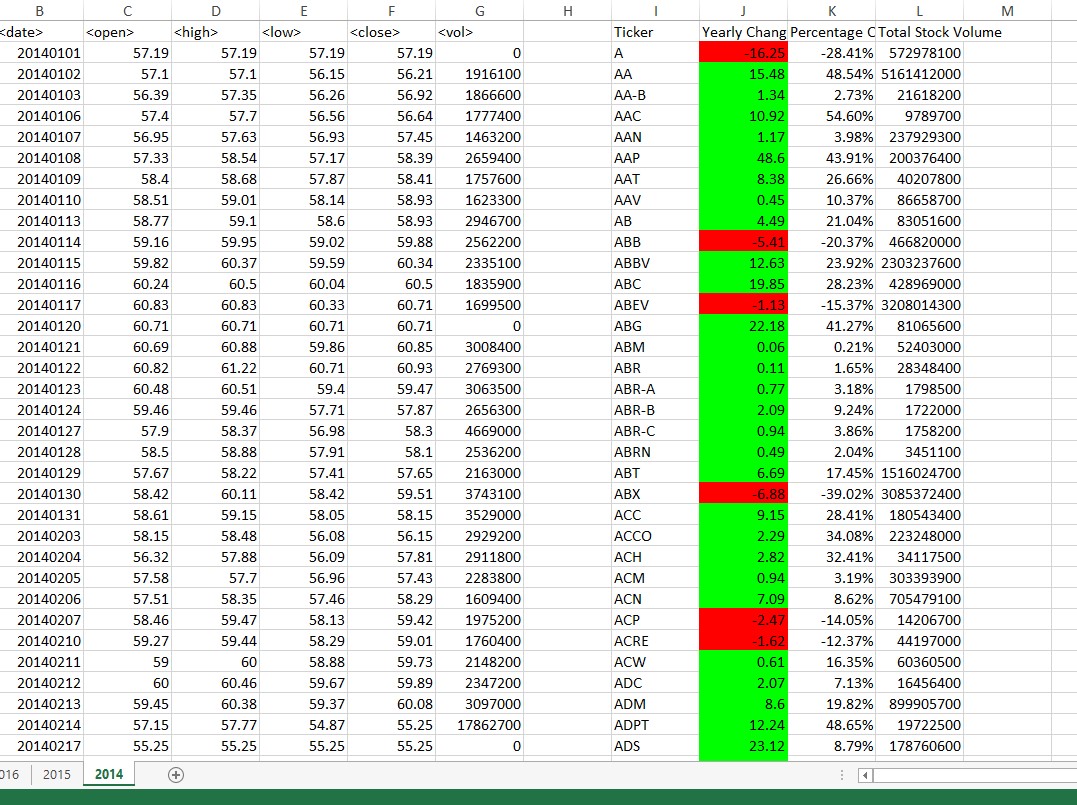 B C D E F G H I J K L M
<date> <open> <high> <low> <close> <vol> Ticker Yearly Chang Percentage C Total Stock Volume
20140101 57.19 57.19 57.19 57.19 0 A -16.25 -28.41% 572978100
20140102 57.1 57.1 56.15 56.21 1916100 AA 15.48 48.54% 5161412000
20140103 56.39 57.35 56.26 56.92 1866600 AA-B 1.34 2.73% 21618200
20140106 57.4 57.7 56.56 56.64 1777400 AAC 10.92 54.60% 9789700
20140107 56.95 57.63 56.93 57.45 1463200 AAN 1.17 3.98% 237929300
20140108 57.33 58.54 57.17 58.39 2659400 AAP 48.6 43.91% 200376400
20140109 58.4 58.68 57.87 58.41 1757600 AAT 8.38 26.66% 40207800
20140110 58.51 59.01 58.14 58.93 1623300 AAV 0.45 10.37% 86658700
20140113 58.77 59.1 58.6 58.93 2946700 AB 4.49 21.04% 83051600
20140114 59.16 59.95 59.02 59.88 2562200 ABB -5.41 -20.37% 466820000
20140115 59.82 60.37 59.59 60.34 2335100 ABBV 12.63 23.92% 2303237600
20140116 60.24 60.5 60.04 60.5 1835900 ABC 19.85 28.23% 428969000
20140117 60.83 60.83 60.33 60.71 1699500 ABEV -1.13 -15.37% 3208014300
20140120 60.71 60.71 60.71 60.71 0 ABG 22.18 41.27% 81065600
20140121 60.69 60.88 59.86 60.85 3008400 ABM 0.06 0.21% 52403000
20140122 60.82 61.22 60.71 60.93 2769300 ABR 0.11 1.65% 28348400
20140123 60.48 60.51 59.4 59.47 3063500 ABR-A 0.77 3.18% 1798500
20140124 59.46 59.46 57.71 57.87 2656300 ABR-B 2.09 9.24% 1722000
20140127 57.9 58.37 56.98 58.3 4669000 ABR-C 0.94 3.86% 1758200
20140128 58.5 58.88 57.91 58.1 2536200 ABRN 0.49 2.04% 3451100
20140129 57.67 58.22 57.41 57.65 2163000 ABT 6.69 17.45% 1516024700
20140130 58.42 60.11 58.42 59.51 3743100 ABX -6.88 -39.02% 3085372400
20140131 58.61 59.15 58.05 58.15 3529000 ACC 9.15 28.41% 180543400
20140203 58.15 58.48 56.08 56.15 2929200 ACCO 2.29 34.08% 223248000
20140204 56.32 57.88 56.09 57.81 2911800 ACH 2.82 32.41% 34117500
20140205 57.58 57.7 56.96 57.43 2283800 ACM 0.94 3.19% 303393900
20140206 57.51 58.35 57.46 58.29 1609400 ACN 7.09 8.62% 705479100
20140207 58.46 59.47 58.13 59.42 1975200 ACP -2.47 -14.05% 14206700
20140210 59.27 59.44 58.29 59.01 1760400 ACRE -1.62 -12.37% 44197000
20140211 59 60 58.88 59.73 2148200 ACW 0.61 16.35% 60360500
20140212 60 60.46 59.67 59.89 2347200 ADC 2.07 7.13% 16456400
20140213 59.45 60.38 59.37 60.08 3097000 ADM 8.6 19.82% 899905700
20140214 57.15 57.77 54.87 55.25 17862700 ADPT 12.24 48.65% 19722500
20140217 55.25 55.25 55.25 55.25 0 ADS 23.12 8.79% 178760600
016 2015 2014